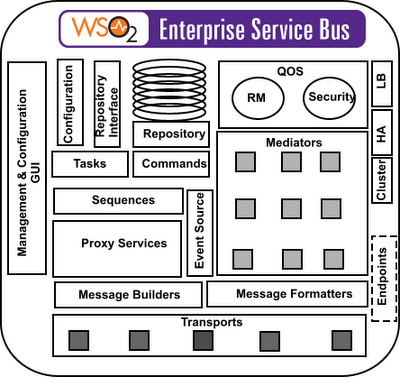 WSO2 Enterprise Service Bus
Management & Configuration
GUI
Configuration
Repository
Interface
Repository
Tasks
Commands
Sequences
Proxy Services
Event Source
QOS
RM
Security
Mediators
LB
HA
Cluster
Endpoints
Message Builders
Message Formatters
Transports